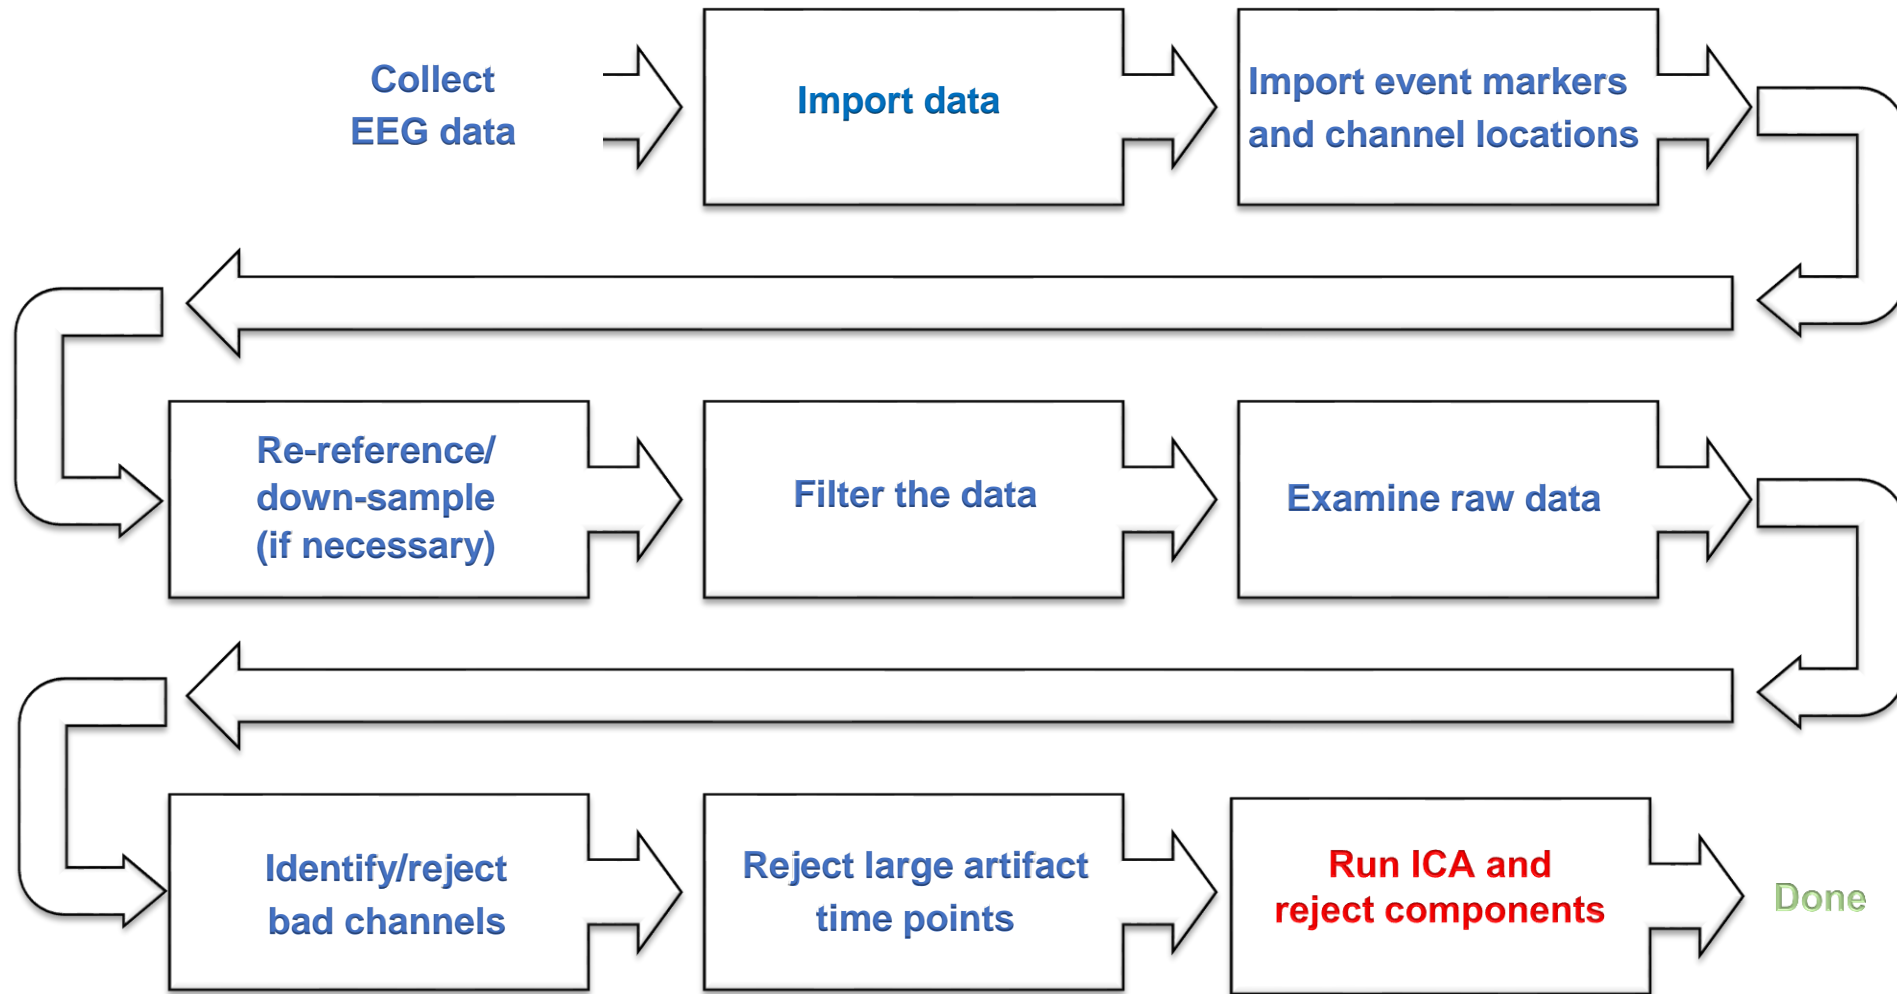 Collect
EEG data
Import data
Import event markers
and channel locations
Re-reference/
down-sample
(if necessary)
Filter the data
Examine raw data
Identify/reject
bad channels
Reject large artifact
time points
Run ICA and
reject components
Done